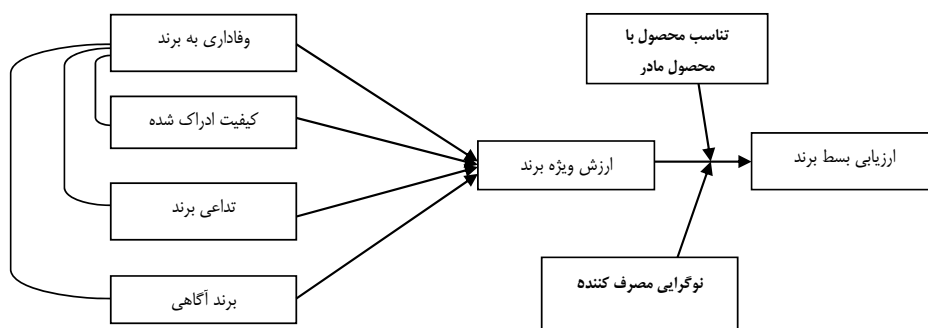 وفاداری به برند
کیفیت ادراک شده
تداعی برند
برند آگاهی
ارزش ویژه برند
تناسب محصول با
محصول مادر
نوگرایی مصرف کننده
ارزیابی بسط برند